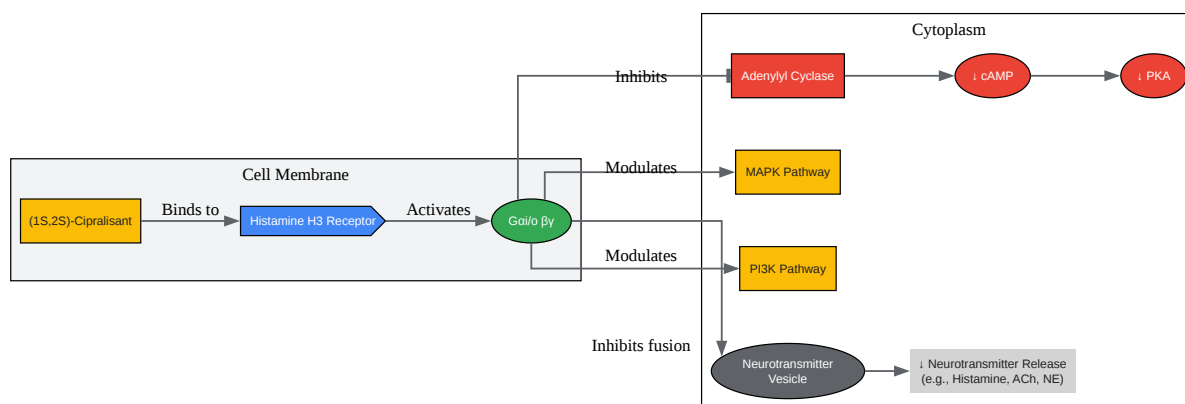 Cytoplasm
Inhibits
Adenylyl Cyclase
↓ cAMP
↓ PKA
Cell Membrane
Modulates
MAPK Pathway
(1S,2S)-Cipralisant
Binds to
Histamine H3 Receptor
Activates
Gαi/o βγ
Modulates
PI3K Pathway
Inhibits fusion
Neurotransmitter
Vesicle
↓ Neurotransmitter Release
(e.g., Histamine, ACh, NE)